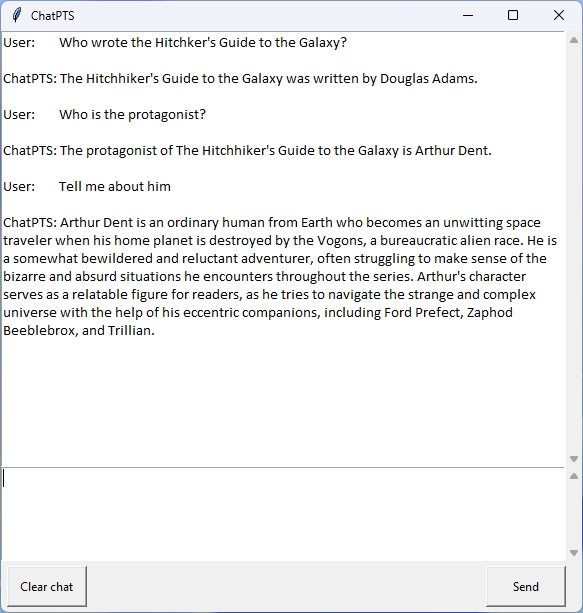 ChatPTS
User: Who wrote the Hitchker's Guide to the Galaxy?
ChatPTS: The Hitchhiker's Guide to the Galaxy was written by Douglas Adams.
User: Who is the protagonist?
ChatPTS: The protagonist of The Hitchhiker's Guide to the Galaxy is Arthur Dent.
User: Tell me about him
ChatPTS: Arthur Dent is an ordinary human from Earth who becomes an unwitting space
traveler when his home planet is destroyed by the Vogons, a bureaucratic alien race. He is
a somewhat bewildered and reluctant adventurer, often struggling to make sense of the
bizarre and absurd situations he encounters throughout the series. Arthur's character
serves as a relatable figure for readers, as he tries to navigate the strange and complex
universe with the help of his eccentric companions, including Ford Prefect, Zaphod
Beeblebrox, and Trillian.
Clear chat
Send